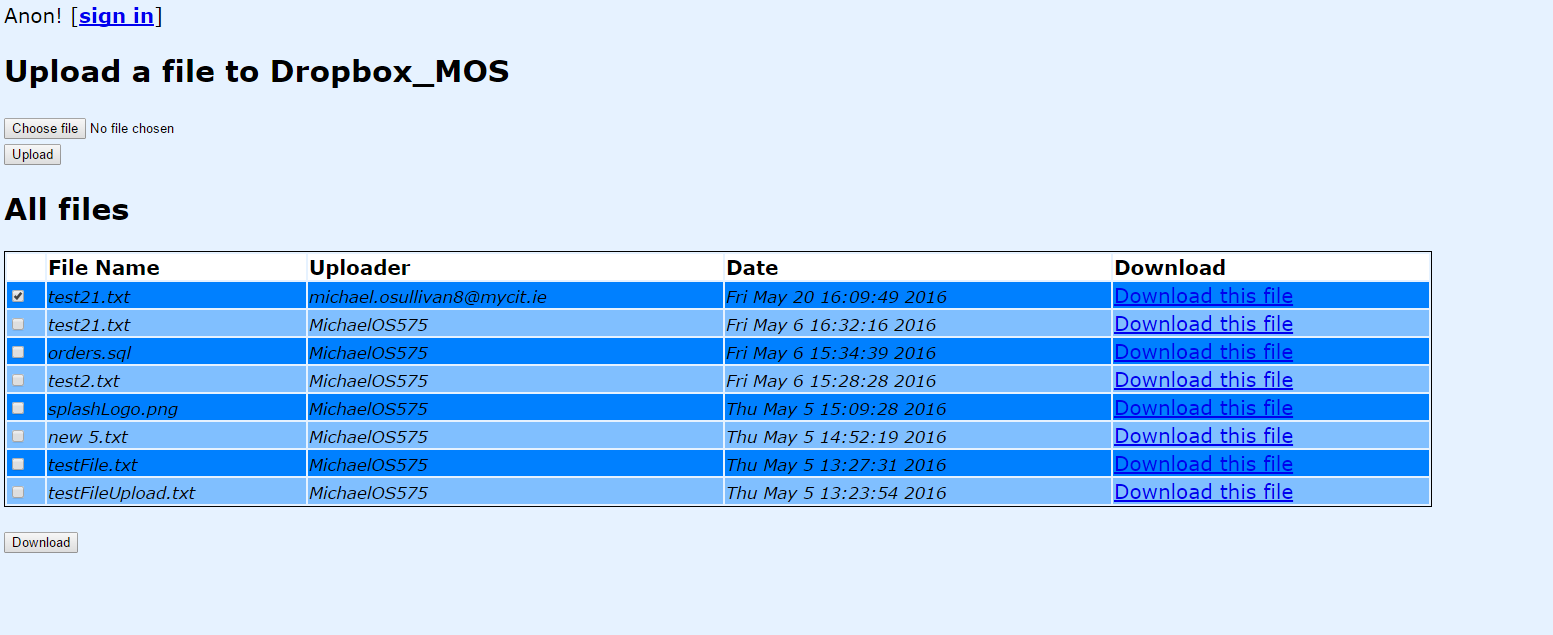 Anon! [sign in]
Upload a file to Dropbox_MOS
Choose file No file chosen
Upload
All files
File Name Uploader Date Download
test21.txt michael.osullivan8@mycit.ie Fri May 20 16:09:49 2016 Download this file
test21.txt MichaelOS575 Fri May 6 16:32:16 2016 Download this file
orders.sql MichaelOS575 Fri May 6 15:34:39 2016 Download this file
test2.txt MichaelOS575 Fri May 6 15:28:28 2016 Download this file
splashLogo.png MichaelOS575 Thu May 5 15:09:28 2016 Download this file
new 5.txt MichaelOS575 Thu May 5 14:52:19 2016 Download this file
testFile.txt MichaelOS575 Thu May 5 13:27:31 2016 Download this file
testFileUpload.txt MichaelOS575 Thu May 5 13:23:54 2016 Download this file
Download